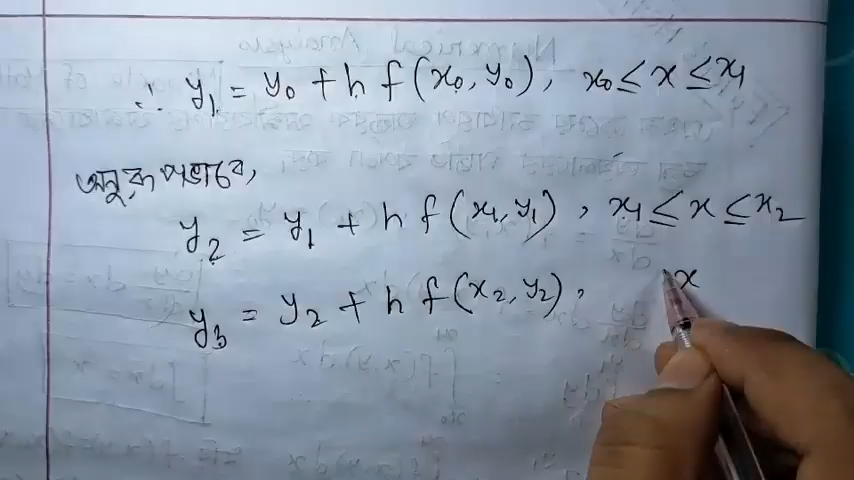 ∴ y₁ = y₀ + h f(x₀, y₀), x₀ ≤ x ≤ x₁
অনুরূপভাবে,
y₂ = y₁ + h f(x₁, y₁), x₁ ≤ x ≤ x₂
y₃ = y₂ + h f(x₂, y₂), x